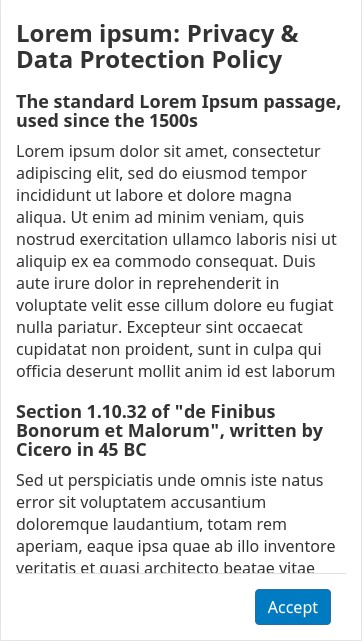 Lorem ipsum: Privacy &
Data Protection Policy
The standard Lorem Ipsum passage,
used since the 1500s
Lorem ipsum dolor sit amet, consectetur
adipiscing elit, sed do eiusmod tempor
incididunt ut labore et dolore magna
aliqua. Ut enim ad minim veniam, quis
nostrud exercitation ullamco laboris nisi ut
aliquip ex ea commodo consequat. Duis
aute irure dolor in reprehenderit in
voluptate velit esse cillum dolore eu fugiat
nulla pariatur. Excepteur sint occaecat
cupidatat non proident, sunt in culpa qui
officia deserunt mollit anim id est laborum
Section 1.10.32 of "de Finibus
Bonorum et Malorum", written by
Cicero in 45 BC
Sed ut perspiciatis unde omnis iste natus
error sit voluptatem accusantium
doloremque laudantium, totam rem
aperiam, eaque ipsa quae ab illo inventore
veritatis et quasi architecto beatae vitae
Accept